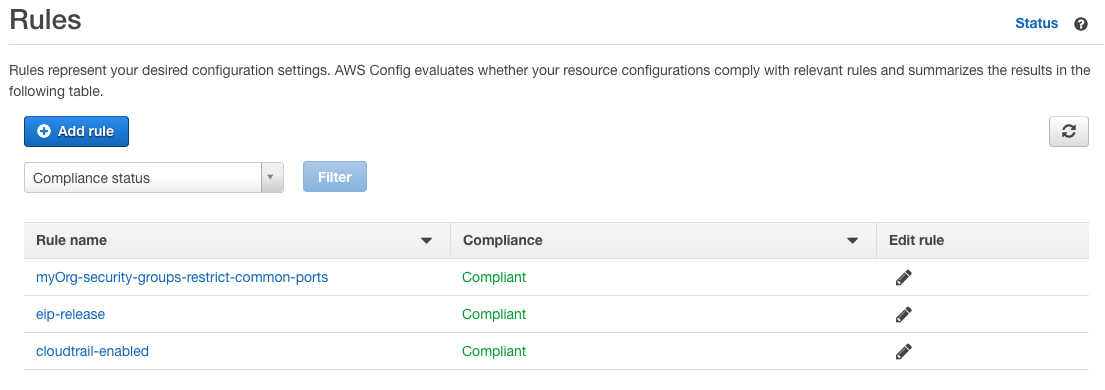 Rules
Status
Rules represent your desired configuration settings. AWS Config evaluates whether your resource configurations comply with relevant rules and summarizes the results in the
following table.
Add rule
Compliance status
Filter
Rule name Compliance Edit rule
myOrg-security-groups-restrict-common-ports Compliant
eip-release Compliant
cloudtrail-enabled Compliant